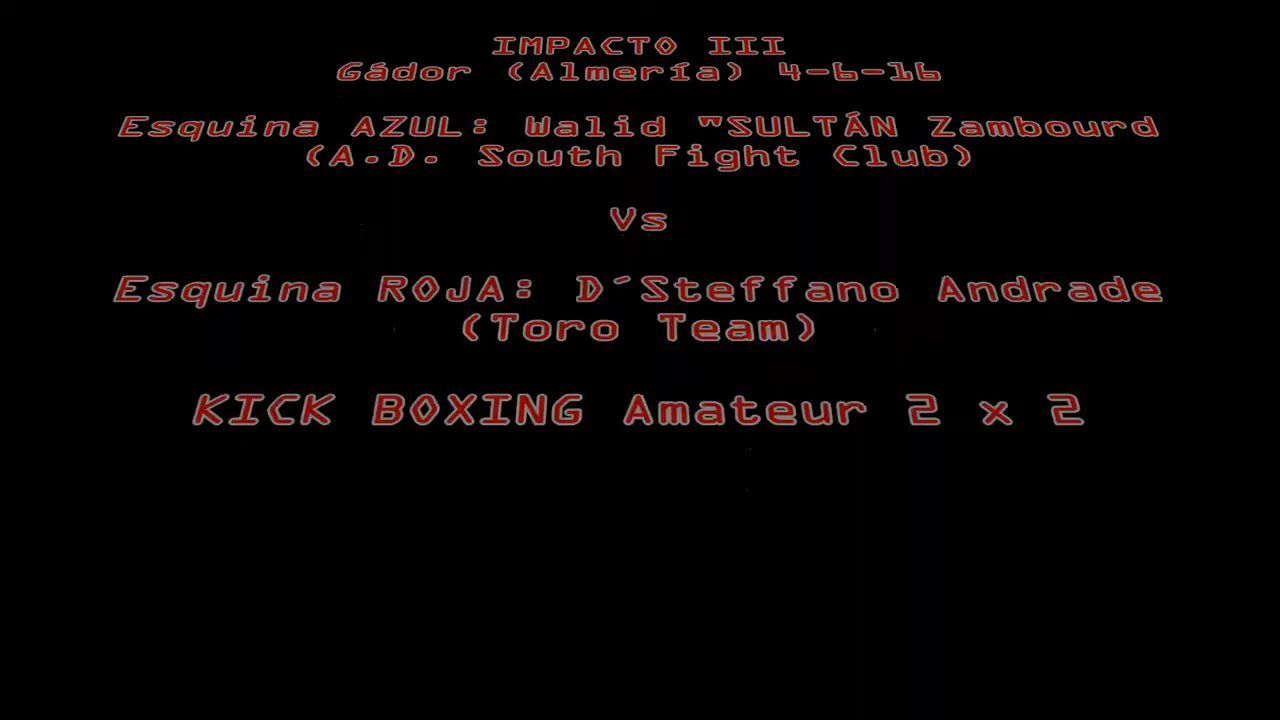 IMPACTO III
Gádor (Almería) 4-6-16
Esquina AZUL: Walid "SULTÁN Zambourd
(A.D. South Fight Club)
Vs
Esquina ROJA: D´Steffano Andrade
(Toro Team)
KICK BOXING Amateur 2 x 2